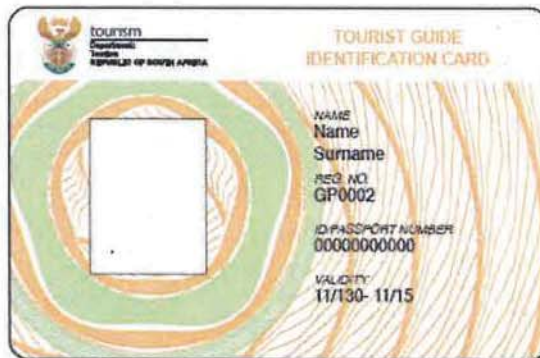 tourism
Department:
Tourism
REPUBLIC OF SOUTH AFRICA
TOURIST GUIDE
IDENTIFICATION CARD
NAME
Name
Surname
REG. NO.
GP0002
ID/PASSPORT NUMBER
00000000000
VALIDITY
11/130- 11/15